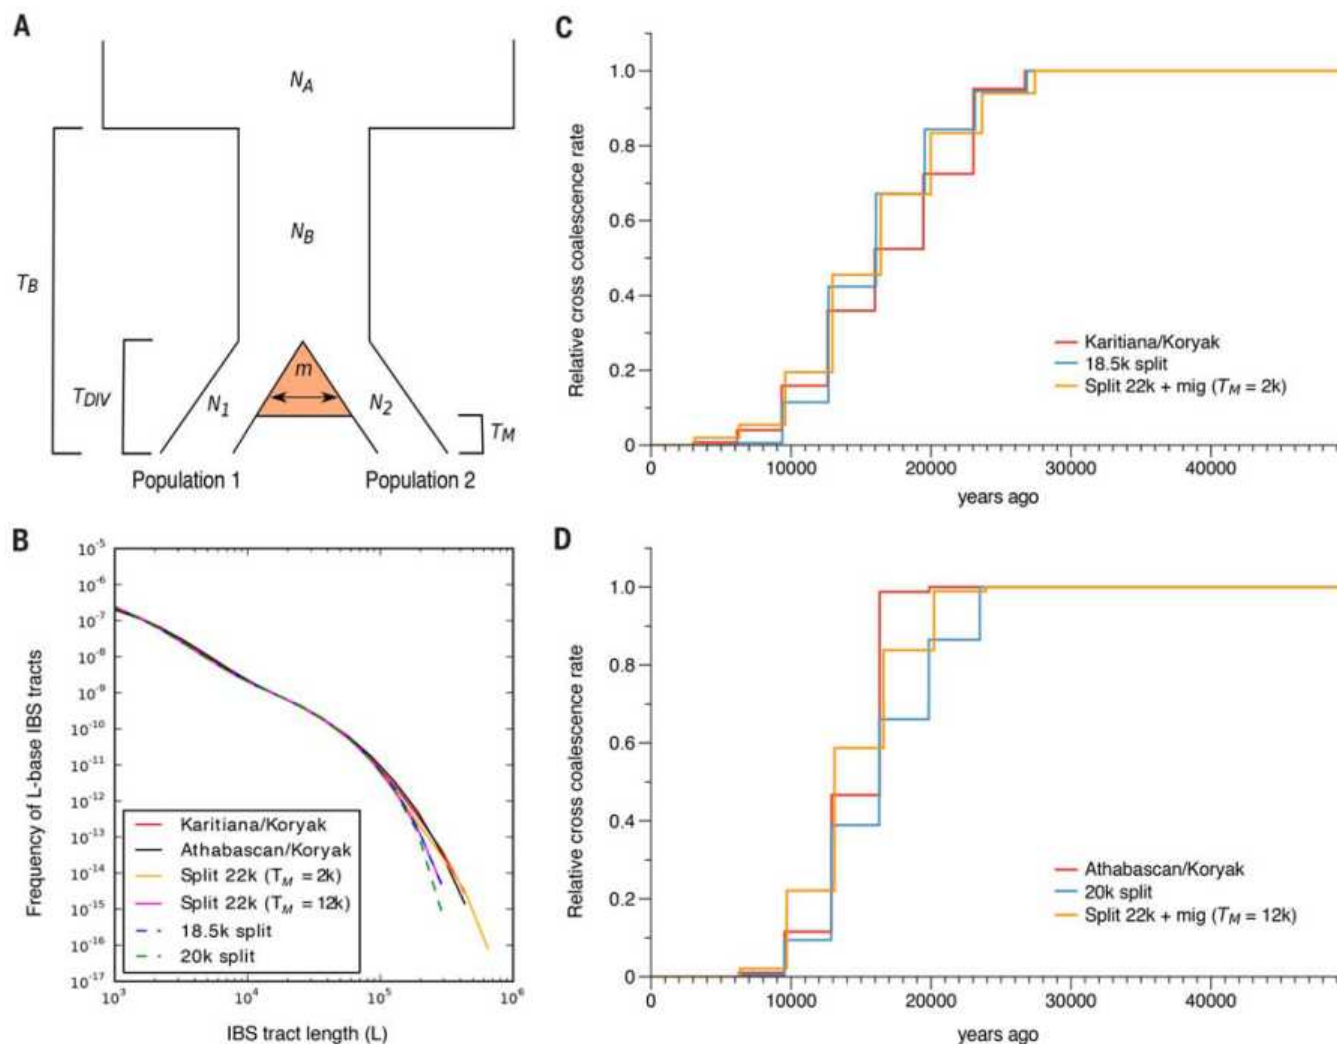 A
N_A
T_B
N_B
T_DIV
N_1
m
N_2
T_M
Population 1
Population 2
B
Frequency of L-base IBS tracts
10^-5
10^-6
10^-7
10^-8
10^-9
10^-10
10^-11
10^-12
10^-13
10^-14
10^-15
10^-16
10^-17
Karitiana/Koryak
Athabascan/Koryak
Split 22k (T_M = 2k)
Split 22k (T_M = 12k)
18.5k split
20k split
10^3
10^4
10^5
10^6
IBS tract length (L)
C
Relative cross coalescence rate
1.0
0.8
0.6
0.4
0.2
0
Karitiana/Koryak
18.5k split
Split 22k + mig (T_M = 2k)
0
10000
20000
30000
40000
years ago
D
Relative cross coalescence rate
1.0
0.8
0.6
0.4
0.2
0
Athabascan/Koryak
20k split
Split 22k + mig (T_M = 12k)
0
10000
20000
30000
40000
years ago